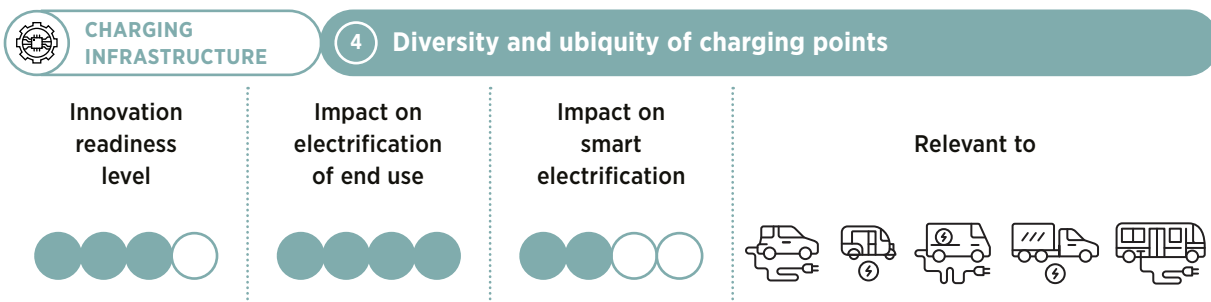 CHARGING
INFRASTRUCTURE
4 Diversity and ubiquity of charging points
Innovation
readiness
level
Impact on
electrification
of end use
Impact on
smart
electrification
Relevant to